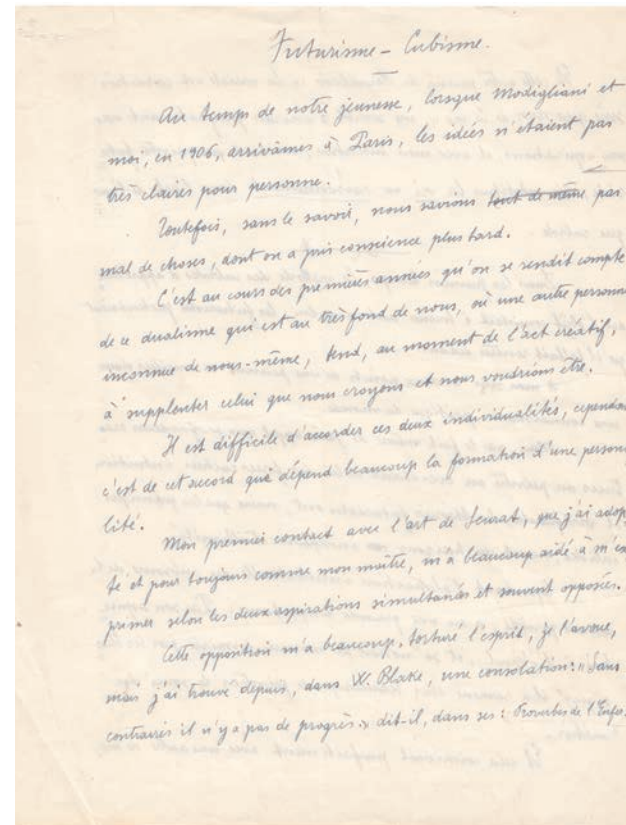 Futurisme – Cubisme.
Au temps de notre jeunesse, lorsque Modigliani et
moi, en 1906, arrivâmes à Paris, les idées n'étaient pas
très claires pour personne.
Toutefois, sans le savoir, nous savions tout de même pas
mal de choses, dont on a pris conscience plus tard.
C'est au cours des premières années qu'on se rendit compte
de ce dualisme qui est au très fond de nous, où une autre personne
inconnue de nous-même, tend, au moment de l'act créatif,
à supplenter celui que nous croyons et nous voudrions être.
Il est difficile d'accorder ces deux individualités, cependan
c'est de cet accord que dépend beaucoup la formation d'une person
lité.
Mon premier contact avec l'art de Seurat, que j'ai adop
té et pour toujours comme mon maître, m'a beaucoup aidé à m'ex
primer selon les deux aspirations simultanés et souvent opposées.
Cette opposition m'a beaucoup torturé l'esprit, je l'avoue,
mais j'ai trouvé depuis, dans W. Blake, une consolation: "Sans
contraires il n'y a pas de progrès." dit-il, dans ses: Proverbes de l'Enfer.